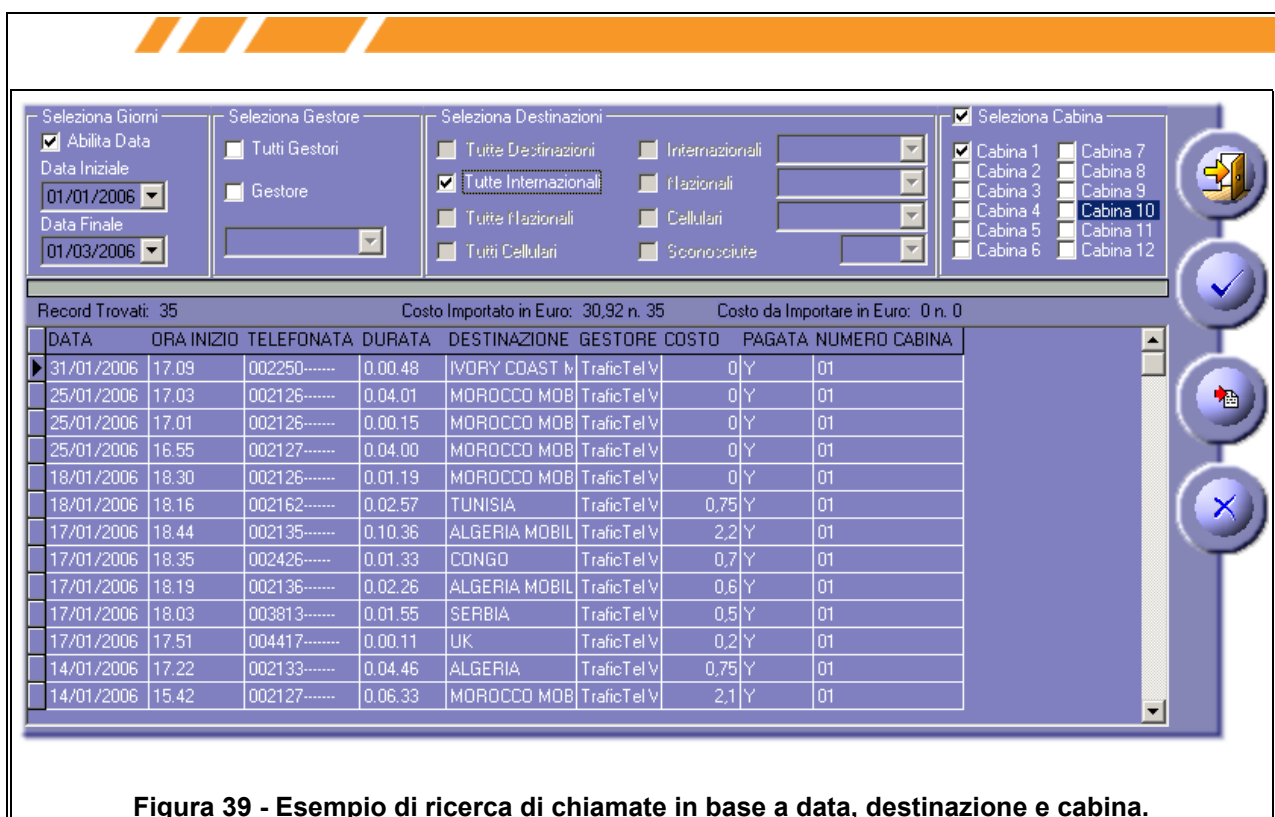 Seleziona Giorni Seleziona Gestore Seleziona Destinazioni Seleziona Cabina
Abilita Data Tutti Gestori Tutte Destinazioni Internazionali Cabina 1 Cabina 7
Data Iniziale Cabina 2 Cabina 8
01/01/2006 Gestore Tutte Internazionali Nazionali Cabina 3 Cabina 9
Data Finale Tutte Nazionali Cellulari Cabina 4 Cabina 10
01/03/2006 Tutti Cellulari Sconosciute Cabina 5 Cabina 11
Cabina 6 Cabina 12
Record Trovati: 35 Costo Importato in Euro: 30,92 n. 35 Costo da Importare in Euro: 0 n. 0
DATA ORA INIZIO TELEFONATA DURATA DESTINAZIONE GESTORE COSTO PAGATA NUMERO CABINA
31/01/2006 17.09 002250------- 0.00.48 IVORY COAST M TraficTel V 0 Y 01
25/01/2006 17.03 002126------- 0.04.01 MOROCCO MOB TraficTel V 0 Y 01
25/01/2006 17.01 002126------- 0.00.15 MOROCCO MOB TraficTel V 0 Y 01
25/01/2006 16.55 002127------- 0.04.00 MOROCCO MOB TraficTel V 0 Y 01
18/01/2006 18.30 002126------- 0.01.19 MOROCCO MOB TraficTel V 0 Y 01
18/01/2006 18.16 002162------- 0.02.57 TUNISIA TraficTel V 0,75 Y 01
17/01/2006 18.44 002135------- 0.10.36 ALGERIA MOBIL TraficTel V 2,2 Y 01
17/01/2006 18.35 002426------ 0.01.33 CONGO TraficTel V 0,7 Y 01
17/01/2006 18.19 002136------- 0.02.26 ALGERIA MOBIL TraficTel V 0,6 Y 01
17/01/2006 18.03 003813------- 0.01.55 SERBIA TraficTel V 0,5 Y 01
17/01/2006 17.51 004417-------- 0.00.11 UK TraficTel V 0,2 Y 01
14/01/2006 17.22 002133------- 0.04.46 ALGERIA TraficTel V 0,75 Y 01
14/01/2006 15.42 002127------- 0.06.33 MOROCCO MOB TraficTel V 2,1 Y 01
Figura 39 - Esempio di ricerca di chiamate in base a data, destinazione e cabina.